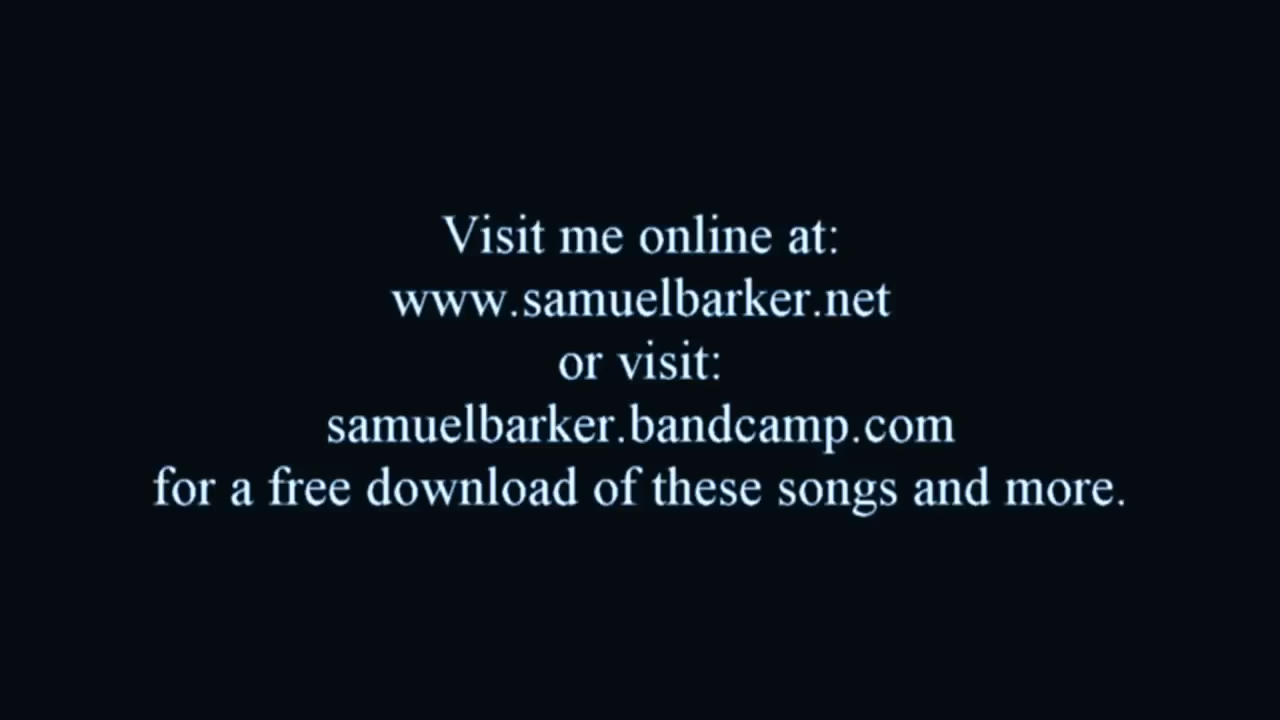 Visit me online at:
www.samuelbarker.net
or visit:
samuelbarker.bandcamp.com
for a free download of these songs and more.